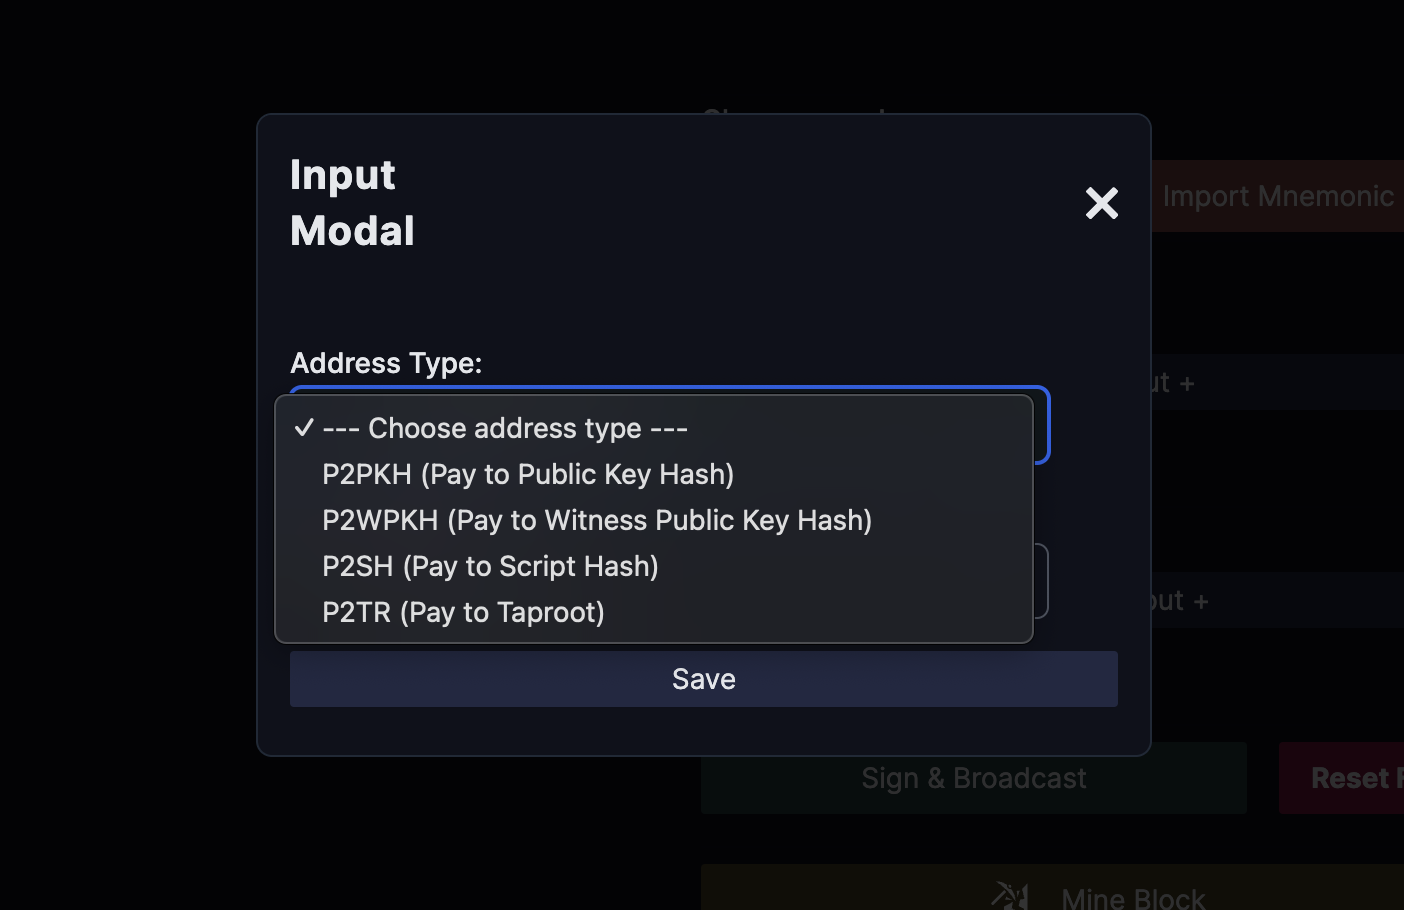 Input
Modal
Import Mnemonic
Address Type:
ut +
✓ --- Choose address type ---
P2PKH (Pay to Public Key Hash)
P2WPKH (Pay to Witness Public Key Hash)
P2SH (Pay to Script Hash)
P2TR (Pay to Taproot)
out +
Save
Sign & Broadcast
Reset
Mine Block